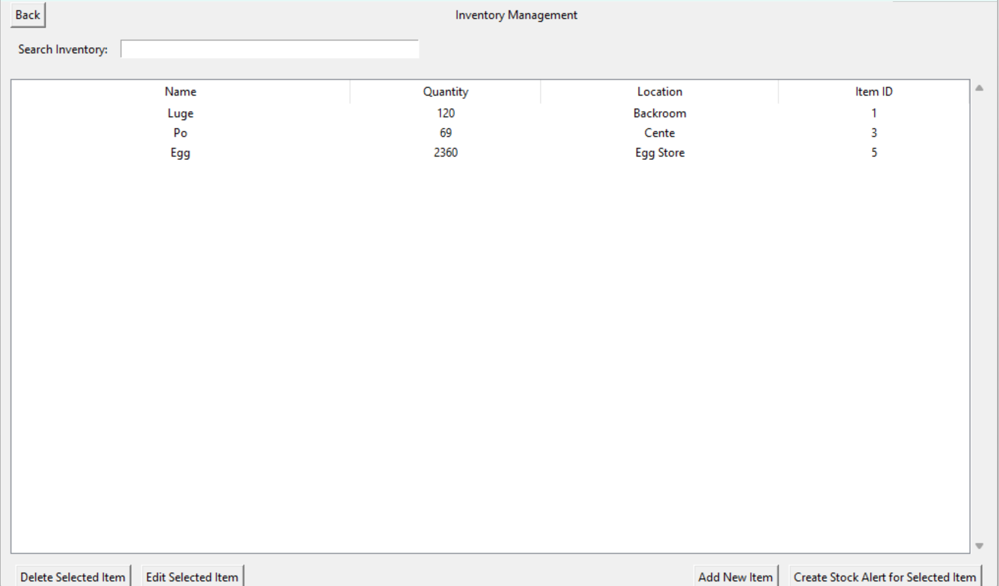 Back
Inventory Management
Search Inventory:
Name Quantity Location Item ID
Luge 120 Backroom 1
Po 69 Cente 3
Egg 2360 Egg Store 5
Delete Selected Item Edit Selected Item Add New Item Create Stock Alert for Selected Item